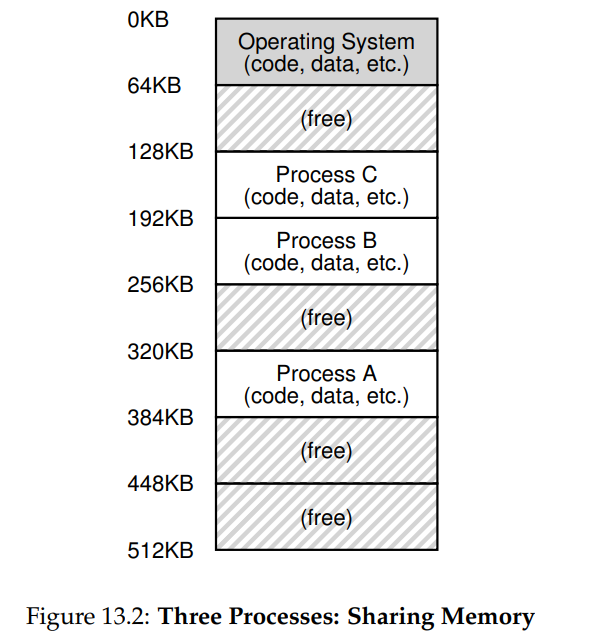 0KB
Operating System
(code, data, etc.)
64KB
(free)
128KB
Process C
(code, data, etc.)
192KB
Process B
(code, data, etc.)
256KB
(free)
320KB
Process A
(code, data, etc.)
384KB
(free)
448KB
(free)
512KB
Figure 13.2: Three Processes: Sharing Memory